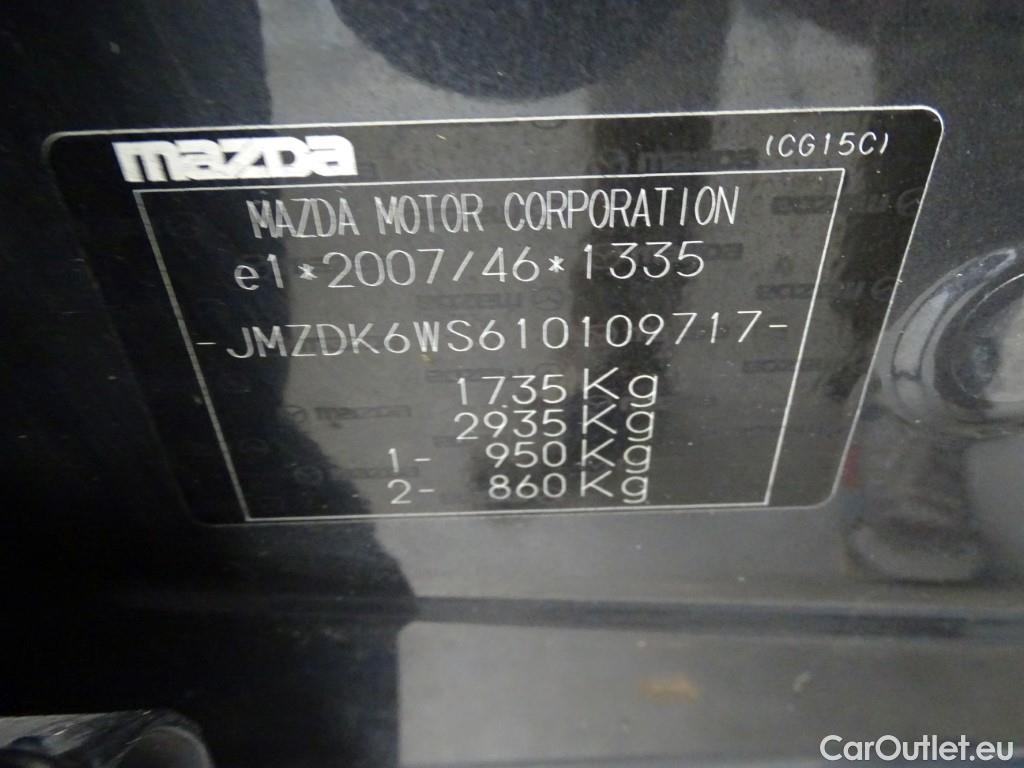 mazda (CG15C)
MAZDA MOTOR CORPORATION
e1*2007/46*1335
-JMZDK6WS610109717-
1735Kg
2935Kg
1- 950Kg
2- 860Kg
CarOutlet.eu